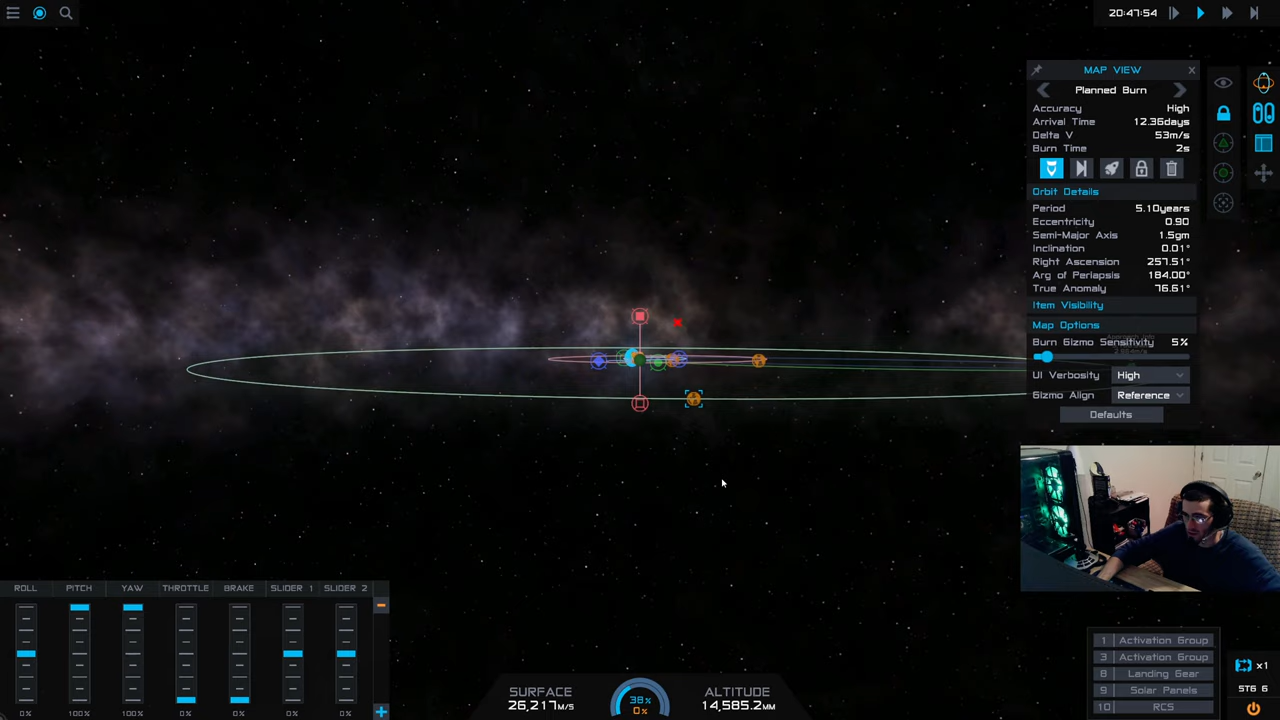 20:47:54
MAP VIEW
Planned Burn
Accuracy High
Arrival Time 12.36days
Delta V 53m/s
Burn Time 2s
Orbit Details
Period 5.10years
Eccentricity 0.90
Semi-Major Axis 1.5gm
Inclination 0.01°
Right Ascension 257.51°
Arg of Periapsis 184.00°
True Anomaly 76.61°
Item Visibility
Map Options
Burn Gizmo Sensitivity 5%
UI Verbosity High
Gizmo Align Reference
Defaults
ROLL PITCH YAW THROTTLE BRAKE SLIDER 1 SLIDER 2
0% 100% 100% 0% 0% 0% 0%
SURFACE
26,217M/S
38%
0%
ALTITUDE
14,585.2MM
1 Activation Group
3 Activation Group
8 Landing Gear
9 Solar Panels
10 RCS
x1
STG 6